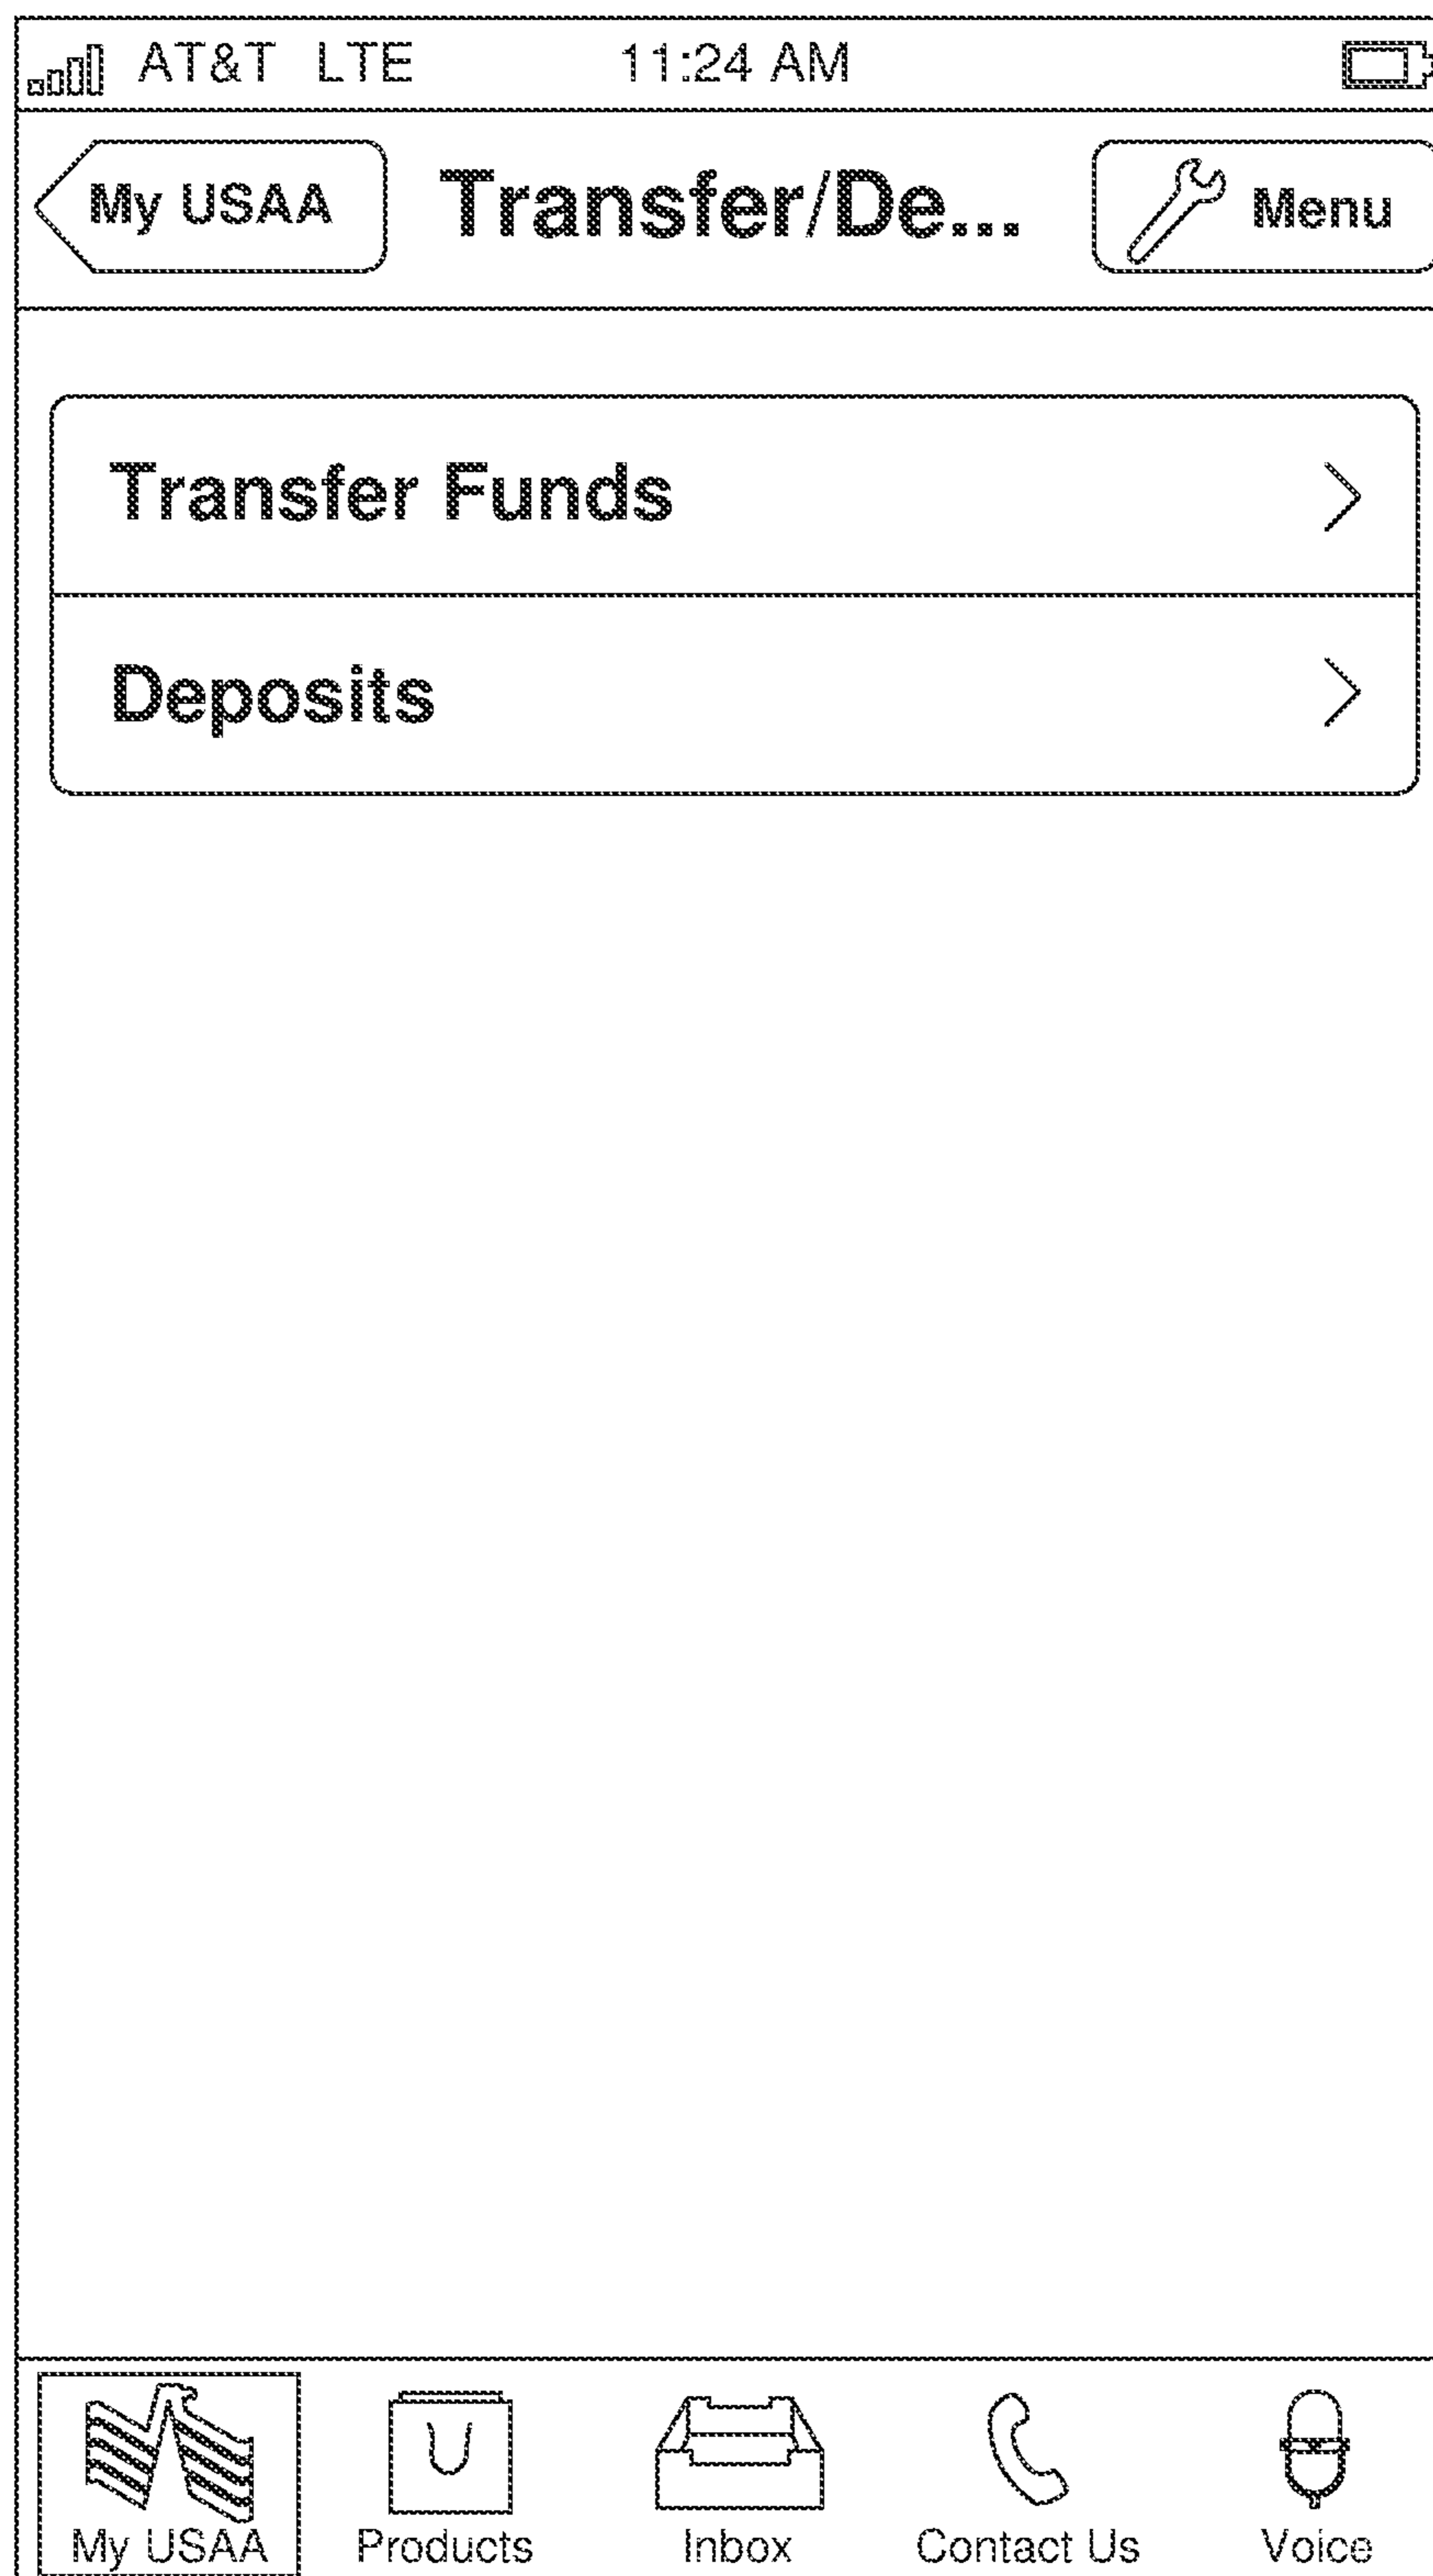 AT&T LTE 11:24 AM
My USAA Transfer/De... Menu
Transfer Funds
Deposits
My USAA Products Inbox Contact Us Voice